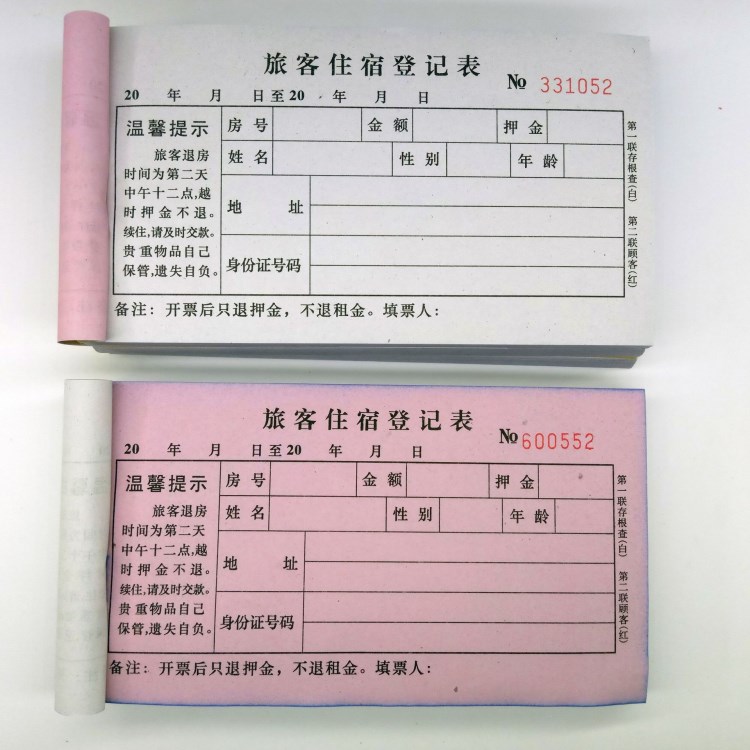 旅客住宿登记表
№ 331052
20 年 月 日至20 年 月 日
温馨提示
旅客退房
时间为第二天
中午十二点,越
时押金不退。
续住,请及时交款。
贵重物品自己
保管,遗失自负。
房号 金额 押金
姓名 性别 年龄
地 址
身份证号码
第一联存根查(白) 第二联顾客(红)
备注：开票后只退押金，不退租金。填票人：
旅客住宿登记表
№ 600552
20 年 月 日至20 年 月 日
温馨提示
旅客退房
时间为第二天
中午十二点,越
时押金不退。
续住,请及时交款。
贵重物品自己
保管,遗失自负。
房号 金额 押金
姓名 性别 年龄
地 址
身份证号码
第一联存根查(白) 第二联顾客(红)
备注：开票后只退押金，不退租金。填票人：